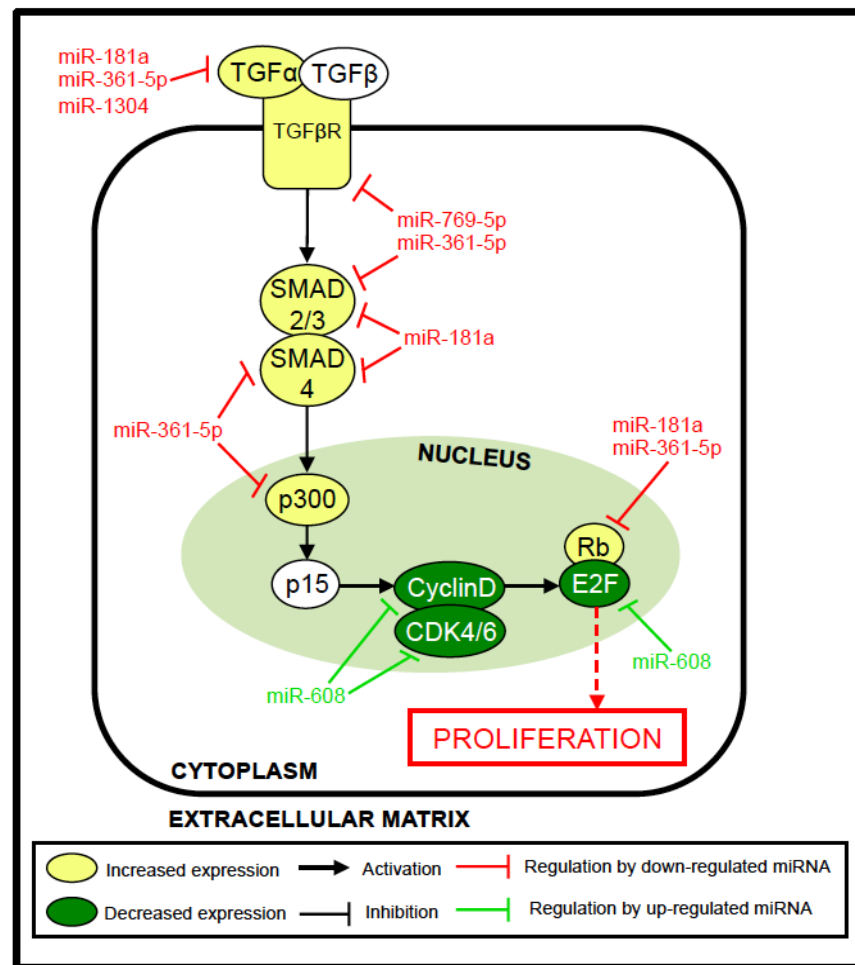 miR-181a
miR-361-5p
miR-1304
TGFα
TGFβ
TGFβR
miR-769-5p
miR-361-5p
SMAD
2/3
miR-181a
SMAD
4
miR-361-5p
miR-181a
miR-361-5p
NUCLEUS
p300
Rb
p15
CyclinD
E2F
CDK4/6
miR-608
miR-608
PROLIFERATION
CYTOPLASM
EXTRACELLULAR MATRIX
Increased expression
Activation
Regulation by down-regulated miRNA
Decreased expression
Inhibition
Regulation by up-regulated miRNA